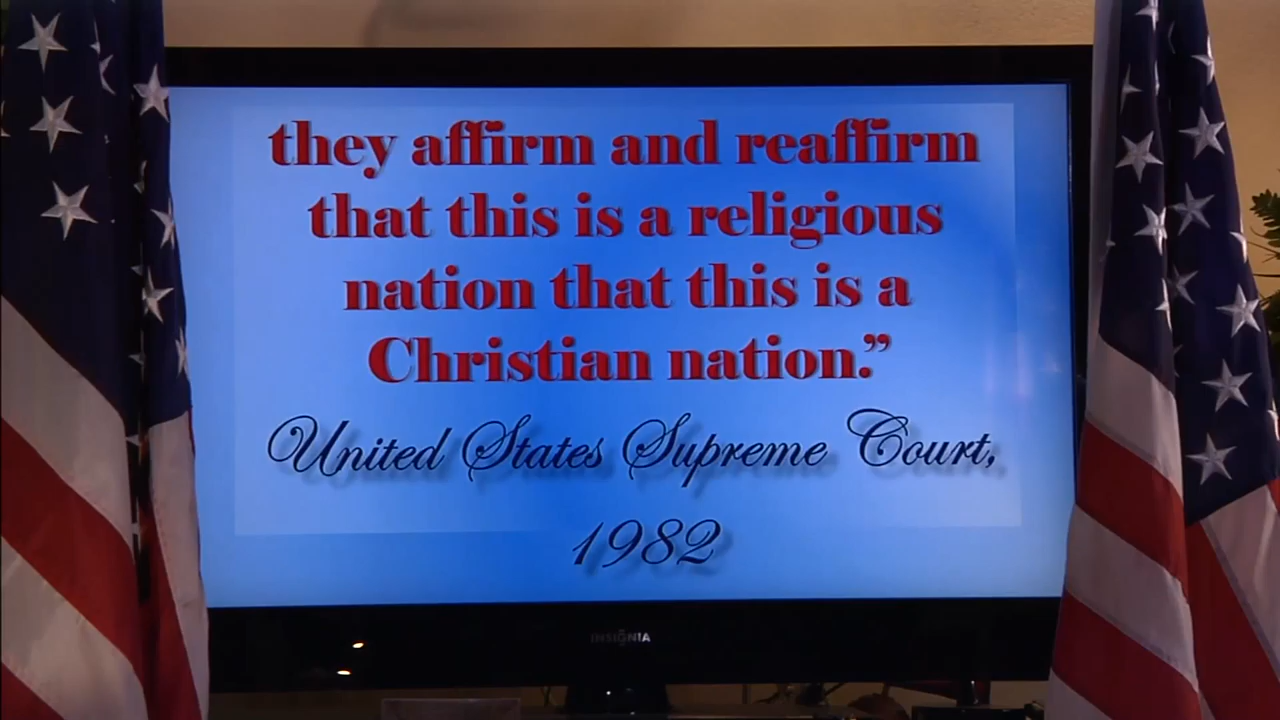 they affirm and reaffirm
that this is a religious
nation that this is a
Christian nation.”
United States Supreme Court,
1982
INSIGNIA